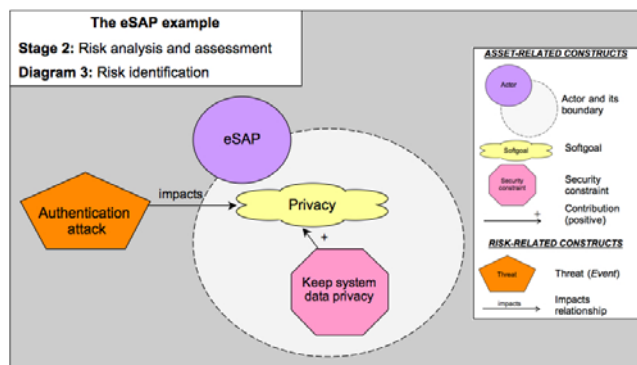 The eSAP example
Stage 2: Risk analysis and assessment
Diagram 3: Risk identification
eSAP
impacts
Authentication
attack
Privacy
+
Keep system
data privacy
ASSET-RELATED CONSTRUCTS
Actor
Actor and its
boundary
Softgoal
Softgoal
Security
constraint
Security
constraint
+
Contribution
(positive)
RISK-RELATED CONSTRUCTS
Threat
Threat (Event)
impacts
Impacts
relationship